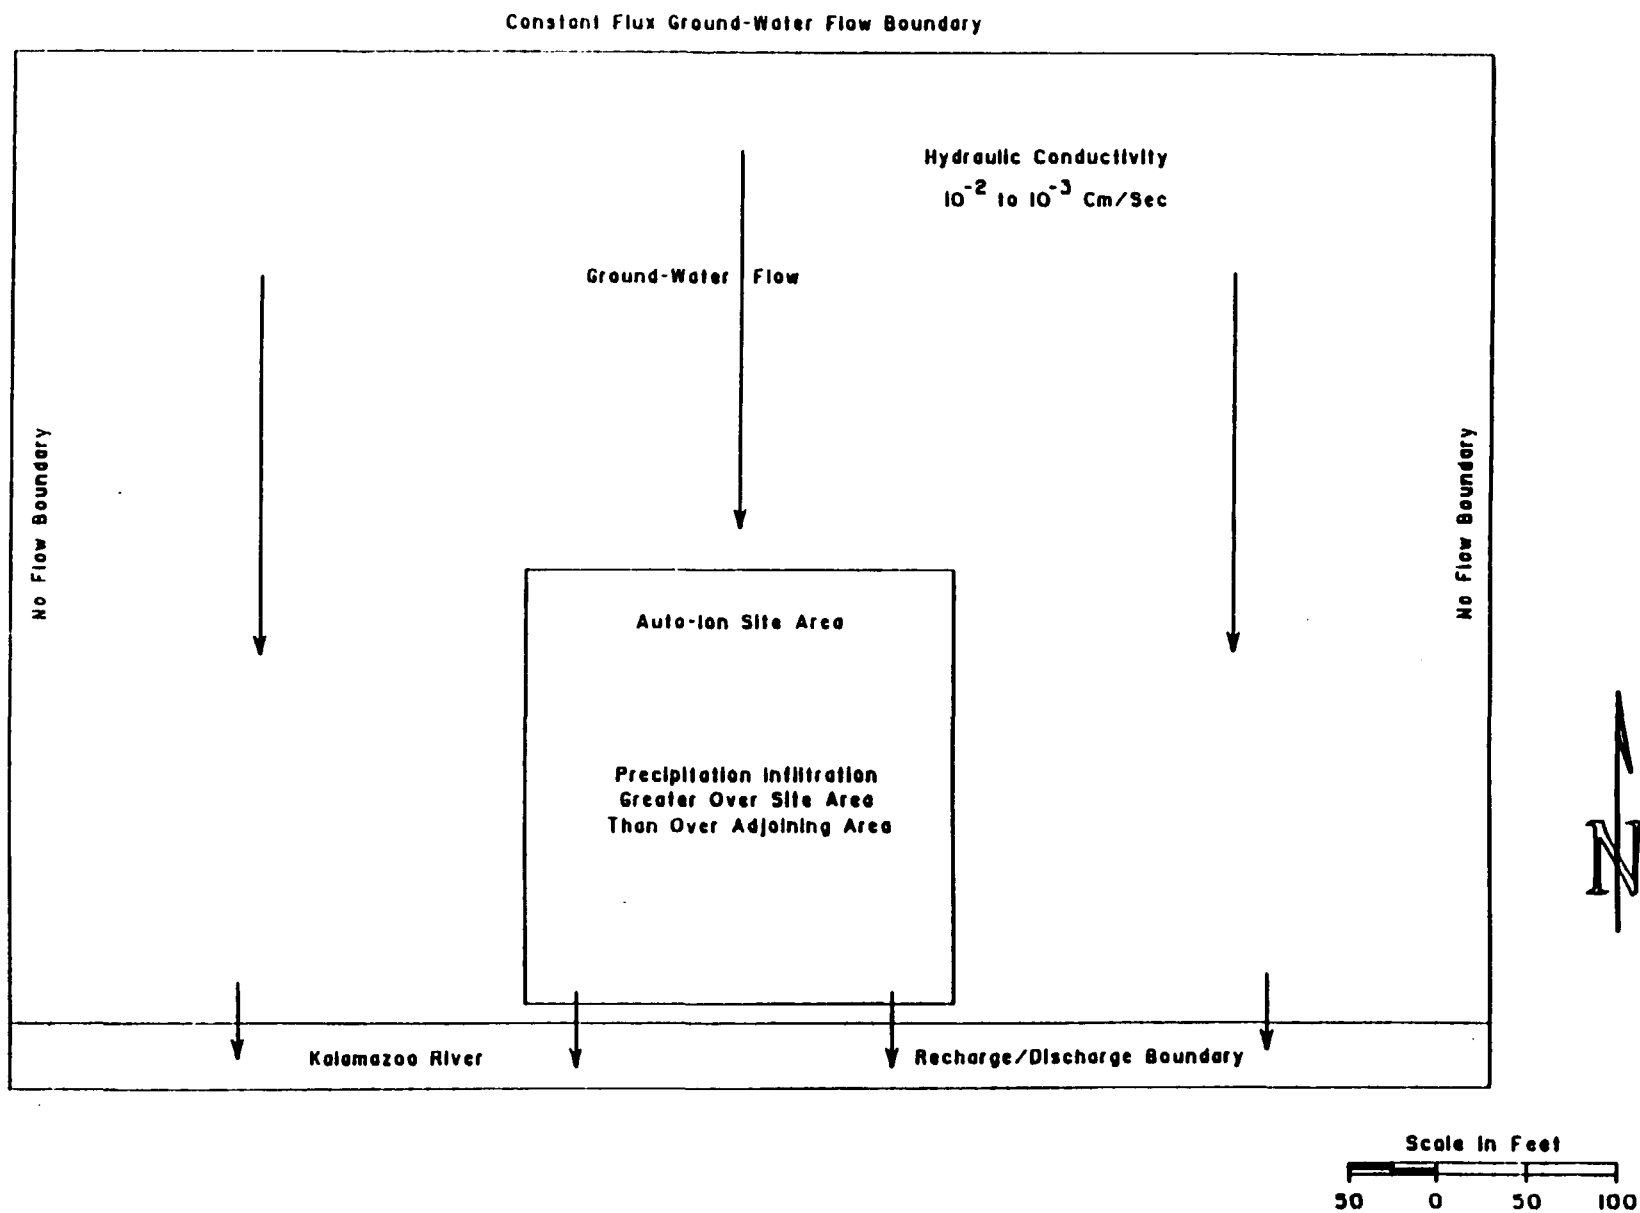 Constant Flux Ground-Water Flow Boundary
Hydraulic Conductivity
10⁻² to 10⁻³ Cm/Sec
Ground-Water Flow
No Flow Boundary
No Flow Boundary
Auto-Ion Site Area
Precipitation Infiltration
Greater Over Site Area
Than Over Adjoining Area
N
Kalamazoo River
Recharge/Discharge Boundary
Scale In Feet
50 0 50 100